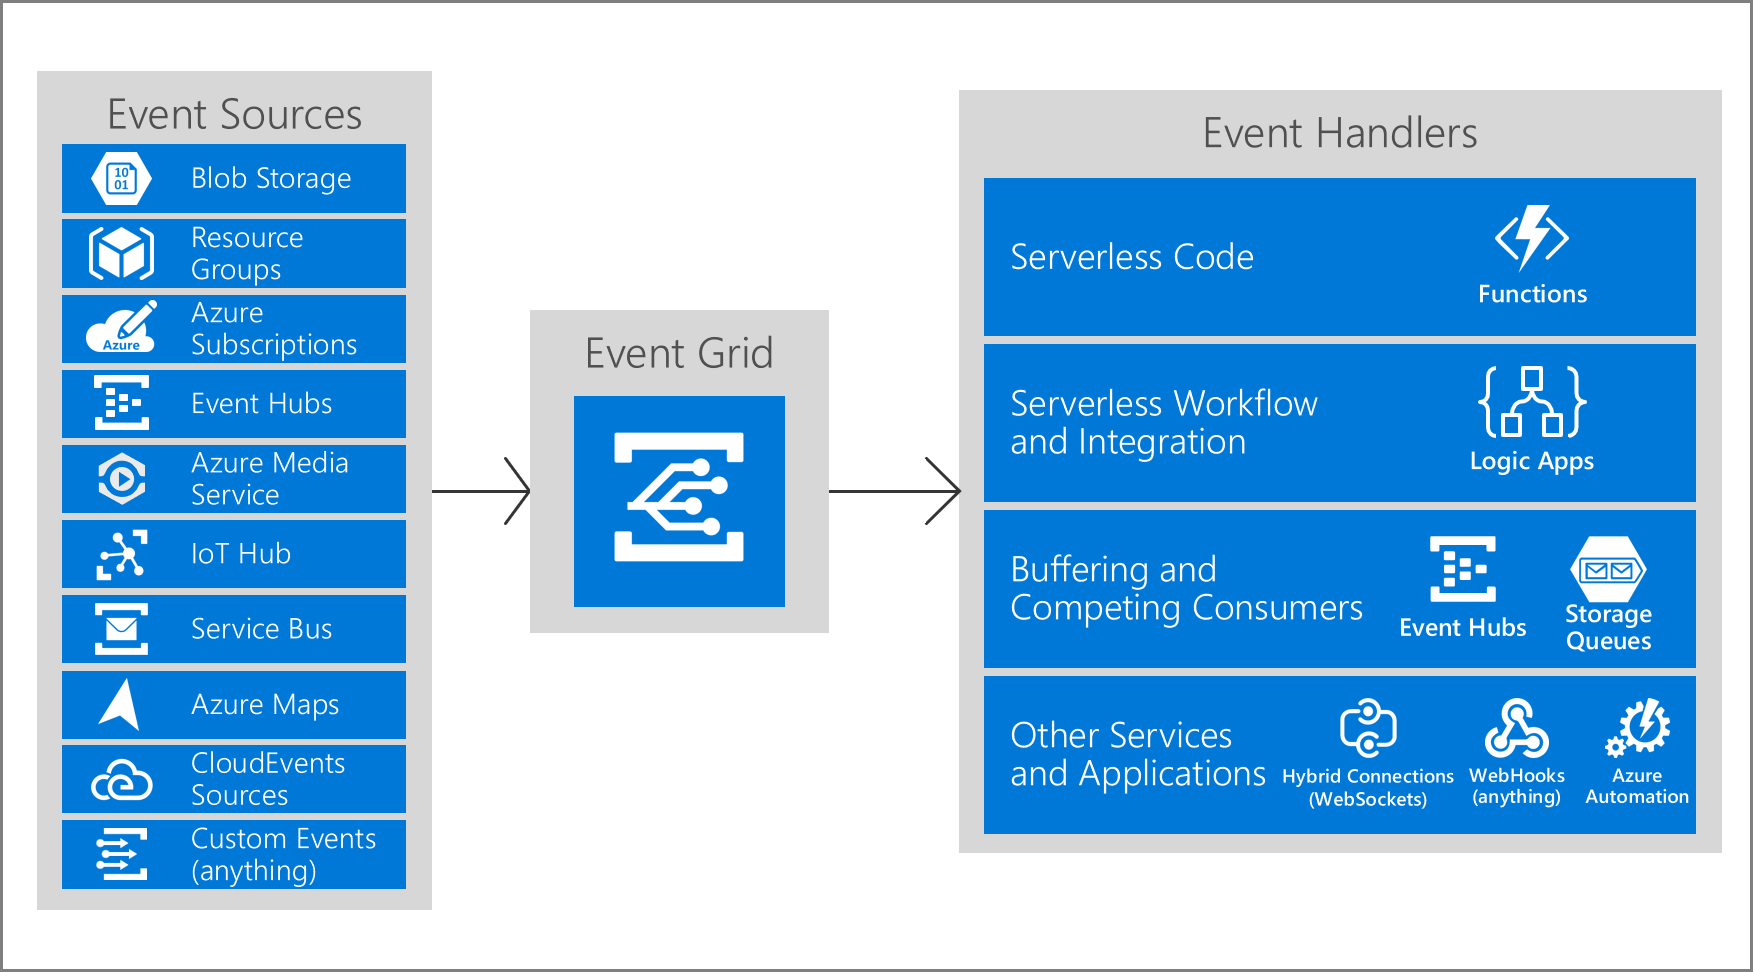 Event Sources
10
01
Blob Storage
Resource
Groups
Azure
Azure
Subscriptions
Event Hubs
Azure Media
Service
IoT Hub
Service Bus
Azure Maps
CloudEvents
Sources
Custom Events
(anything)
Event Grid
Event Handlers
Serverless Code
Functions
Serverless Workflow
and Integration
Logic Apps
Buffering and
Competing Consumers
Event Hubs
Storage
Queues
Other Services
and Applications
Hybrid Connections
(WebSockets)
WebHooks
(anything)
Azure
Automation